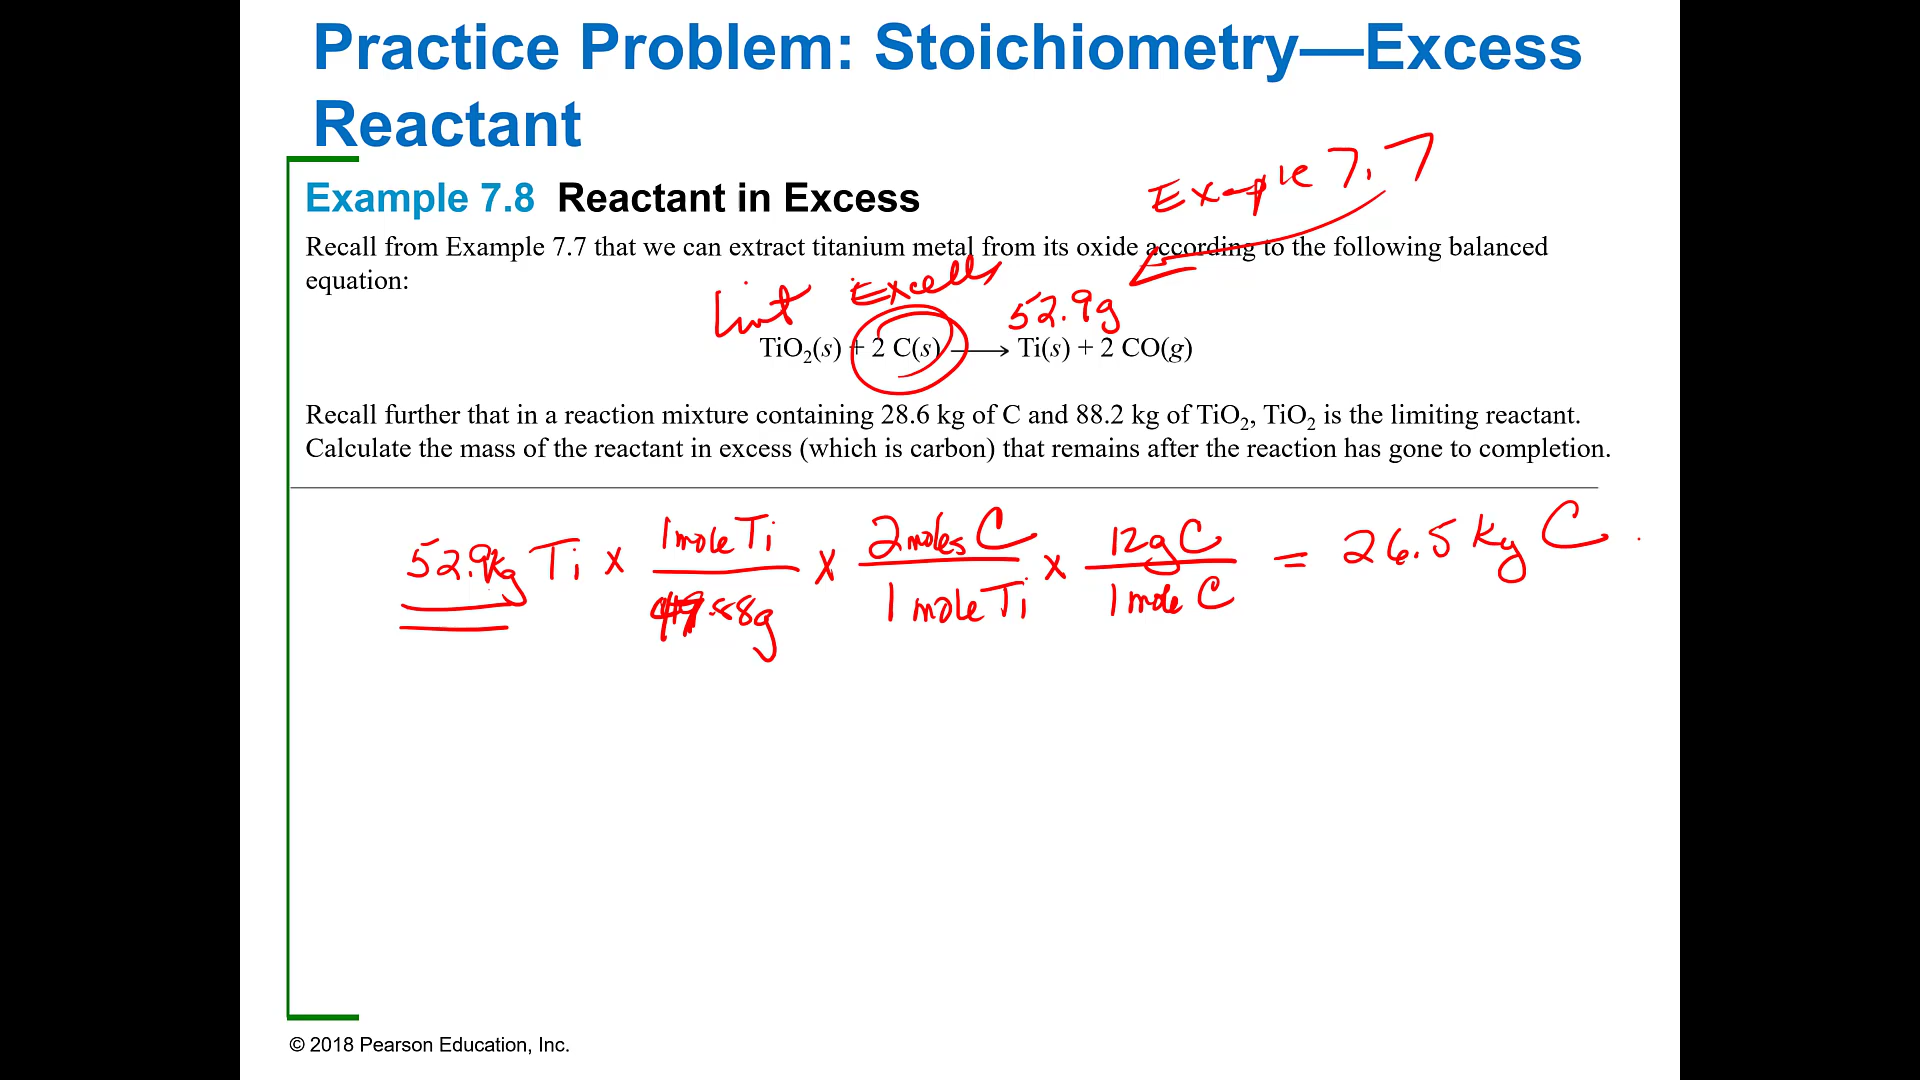 Practice Problem: Stoichiometry—Excess
Reactant
Example 7.7
Example 7.8 Reactant in Excess
Recall from Example 7.7 that we can extract titanium metal from its oxide according to the following balanced
equation:
Limit Excess 52.9g
TiO₂(s) + 2 C(s) ⟶ Ti(s) + 2 CO(g)
Recall further that in a reaction mixture containing 28.6 kg of C and 88.2 kg of TiO₂, TiO₂ is the limiting reactant.
Calculate the mass of the reactant in excess (which is carbon) that remains after the reaction has gone to completion.
52.9kg Ti × 1 mole Ti / 47.88g × 2 moles C / 1 mole Ti × 12g C / 1 mole C = 26.5 kg C
© 2018 Pearson Education, Inc.